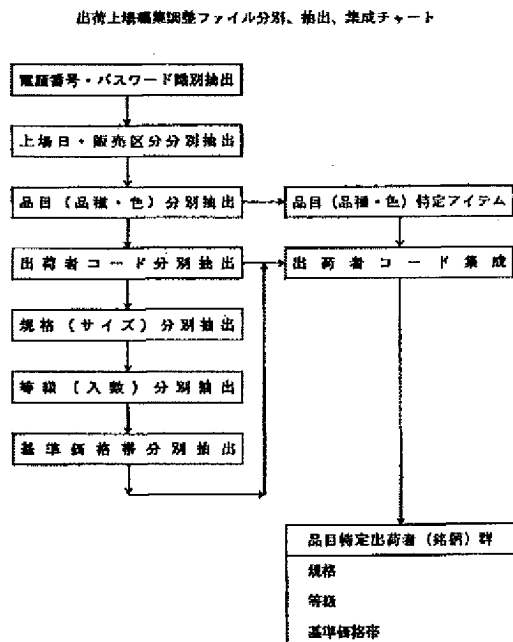 出荷上場編集調整ファイル分別、抽出、集成チャート
電話番号・パスワード識別抽出
上場日・販売区分分別抽出
品目(品種・色)分別抽出
品目(品種・色)特定アイテム
出荷者コード分別抽出
出荷者コード集成
規格(サイズ)分別抽出
等級(入数)分別抽出
基準価格帯分別抽出
品目特定出荷者(銘柄)群
規格
等級
基準価格帯